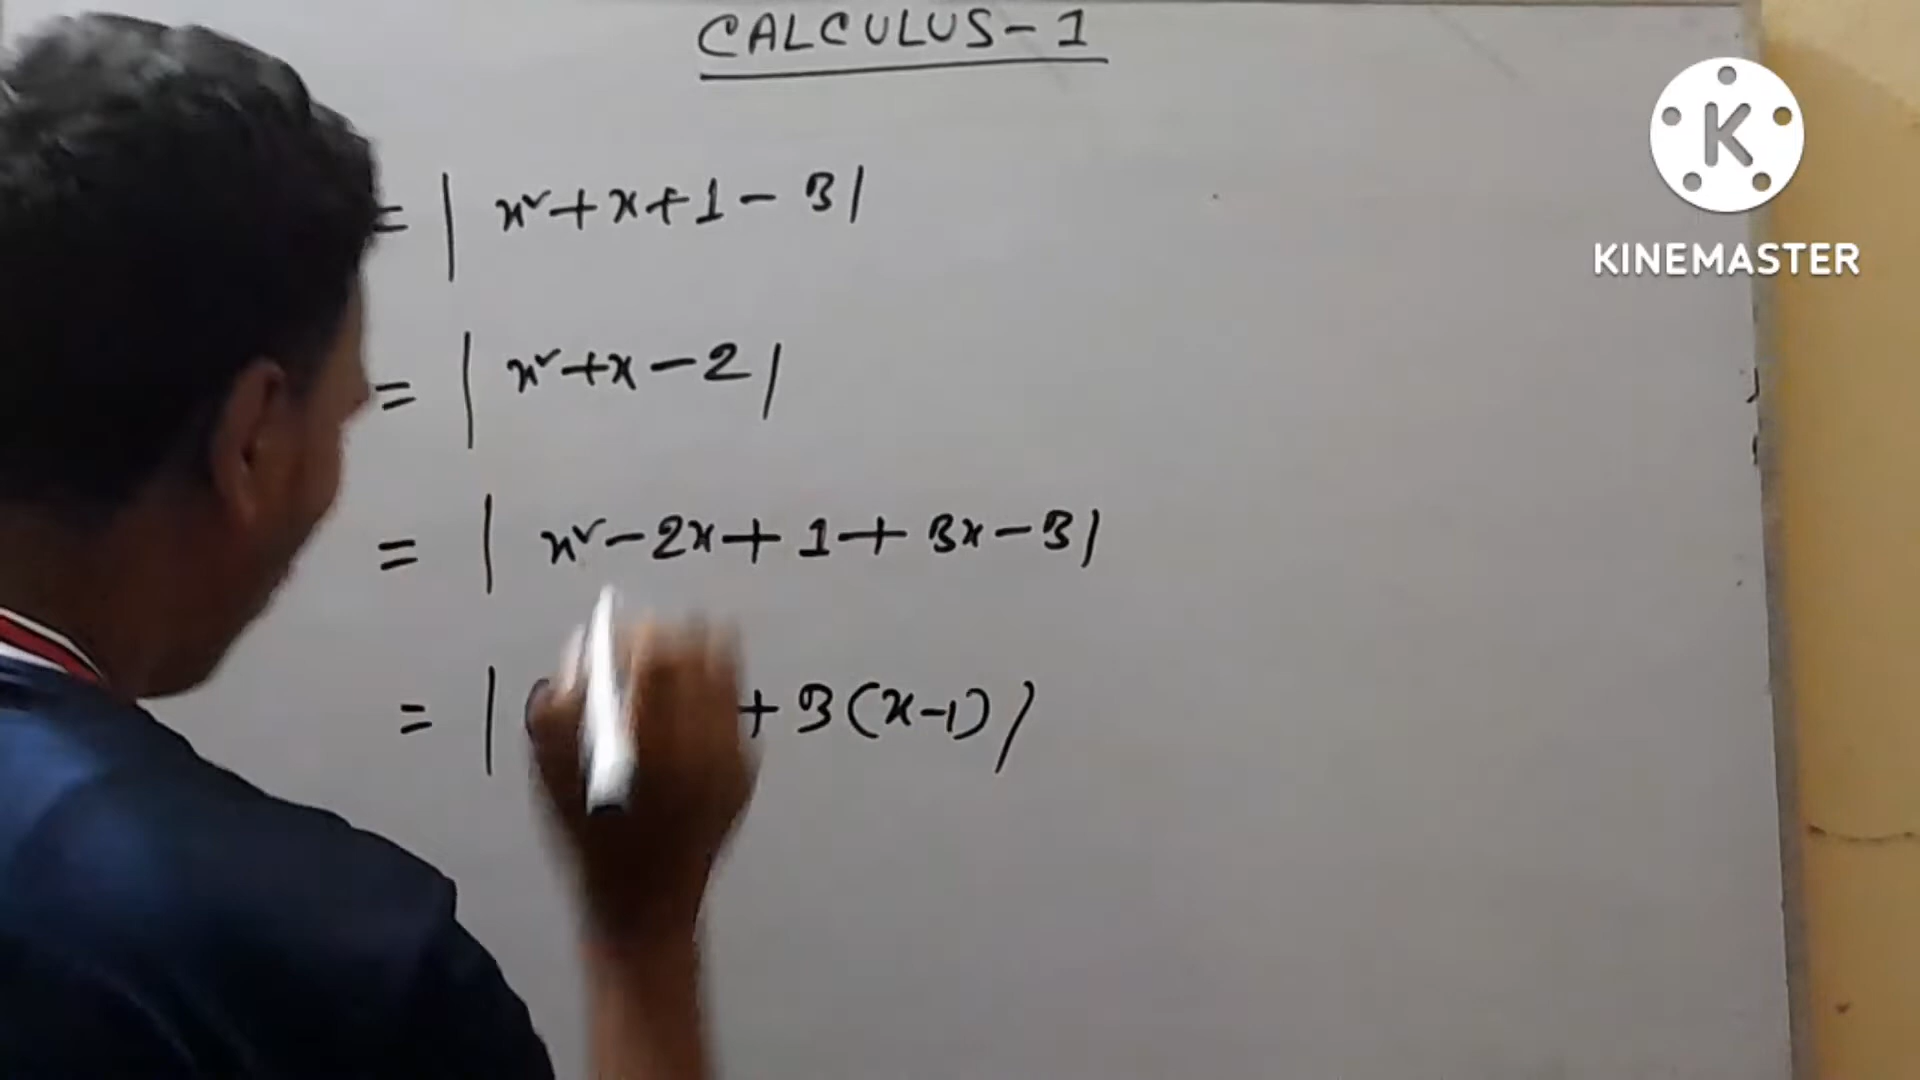 CALCULUS-1
= | x² + x + 1 - 3 |
= | x² + x - 2 |
= | x² - 2x + 1 + 3x - 3 |
= | ( + 3 (x-1) |
K
KINEMASTER